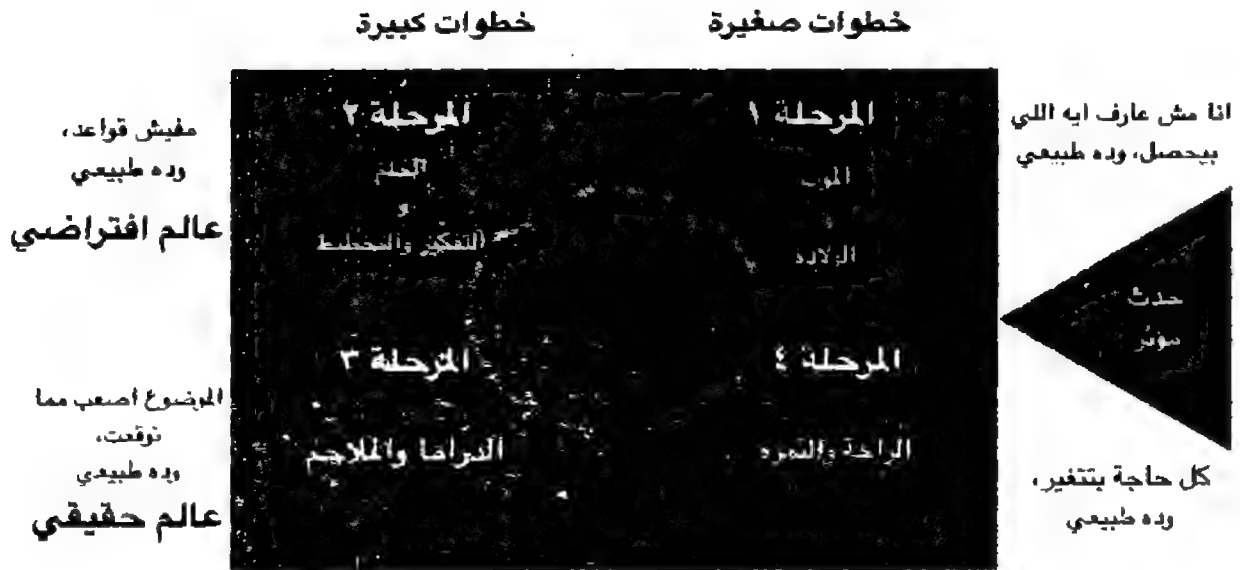 خطوات صغيرة
خطوات كبيرة
انا مش عارف ايه اللي
بيحصل، وده طبيعي
المرحلة ١
الموت
و
الولادة
المرحلة ٢
الحلم
و
التفكير والتخطيط
مفيش قواعد،
وده طبيعي
عالم افتراضي
حدث
مؤثر
المرحلة ٤
الراحة والثمرة
المرحلة ٣
الدراما والملاحم
الموضوع اصعب مما
توقعت،
وده طبيعي
عالم حقيقي
كل حاجة بتتغير،
وده طبيعي